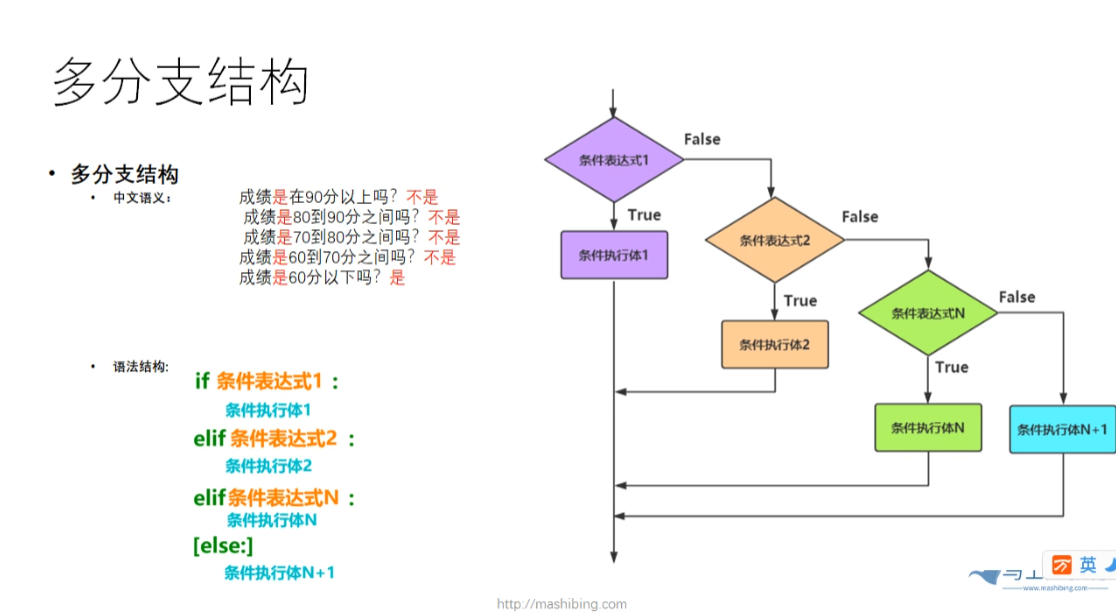 多分支结构
• 多分支结构
• 中文语义：
成绩是在90分以上吗？不是
成绩是80到90分之间吗？不是
成绩是70到80分之间吗？不是
成绩是60到70分之间吗？不是
成绩是60分以下吗？是
• 语法结构:
if 条件表达式1 :
条件执行体1
elif 条件表达式2 :
条件执行体2
elif 条件表达式N :
条件执行体N
[else:]
条件执行体N+1
条件表达式1
False
True
条件执行体1
条件表达式2
False
True
条件执行体2
条件表达式N
False
True
条件执行体N
条件执行体N+1
英
www.mashibing.com
http://mashibing.com